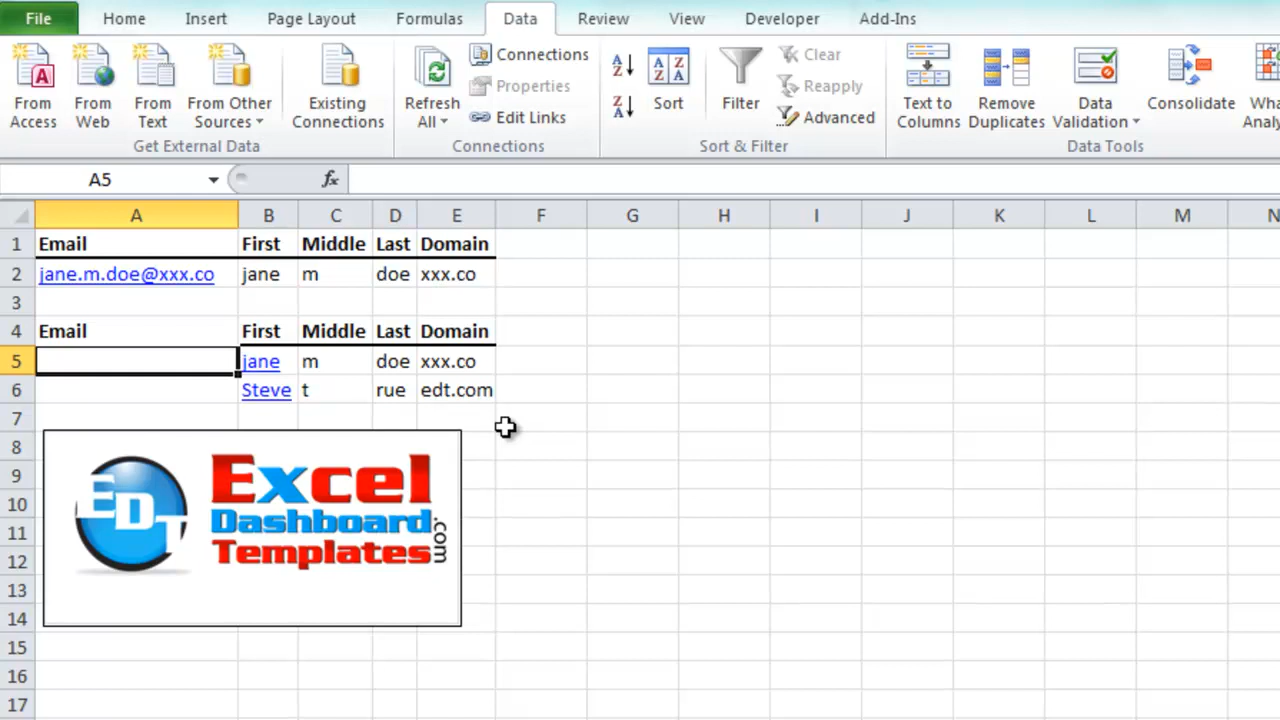 File Home Insert Page Layout Formulas Data Review View Developer Add-Ins
From Access From Web From Text From Other Sources Existing Connections Refresh All Connections Properties Edit Links Sort Filter Clear Reapply Advanced Text to Columns Remove Duplicates Data Validation Consolidate
Get External Data Connections Sort & Filter Data Tools
A5 fx
A B C D E F G H I J K L M N
1 Email First Middle Last Domain
2 jane.m.doe@xxx.co jane m doe xxx.co
3
4 Email First Middle Last Domain
5 jane m doe xxx.co
6 Steve t rue edt.com
7
8
9
10
11
12
13
14
15
16
17
EDT
Excel
Dashboard
Templates
.com